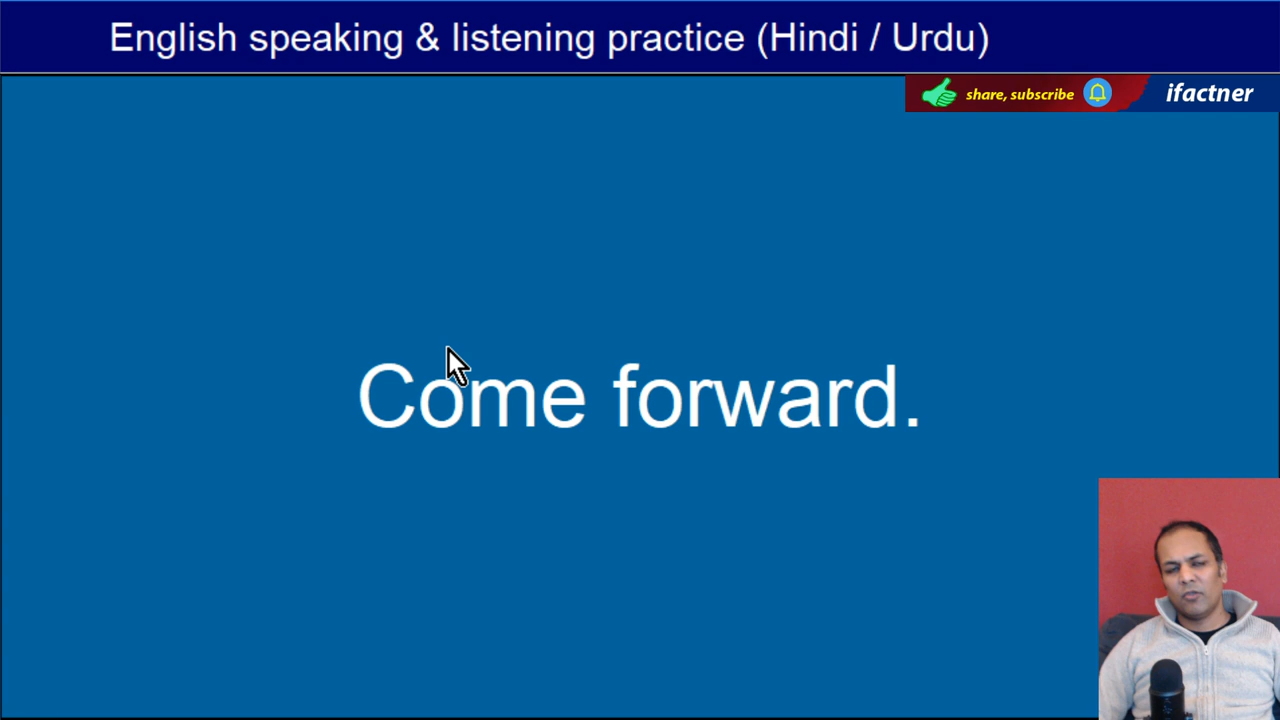 English speaking & listening practice (Hindi / Urdu)
share, subscribe
ifactner
Come forward.